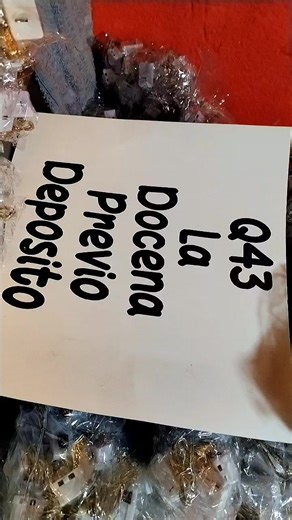 Q43
La
Docena
Previo
Deposito